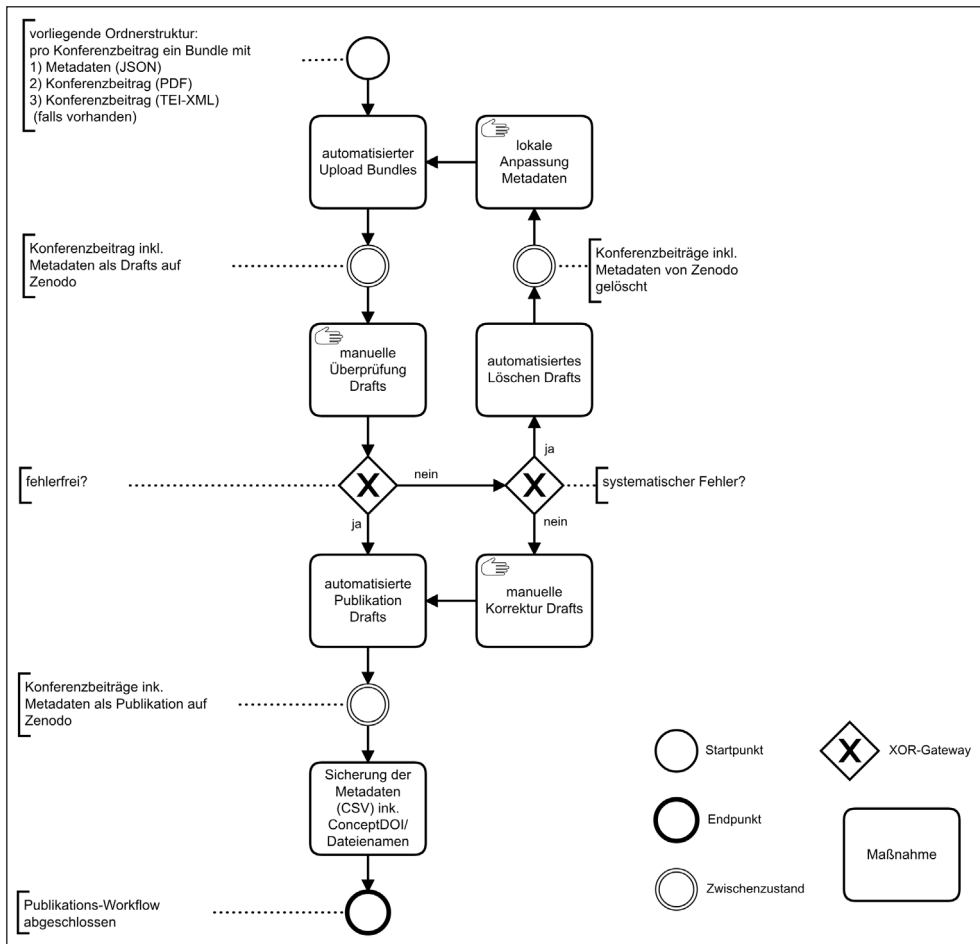 vorliegende Ordnerstruktur:
pro Konferenzbeitrag ein Bundle mit
1) Metadaten (JSON)
2) Konferenzbeitrag (PDF)
3) Konferenzbeitrag (TEI-XML)
(falls vorhanden)
automatisierter
Upload Bundles
lokale
Anpassung
Metadaten
Konferenzbeitrag inkl.
Metadaten als Drafts auf
Zenodo
Konferenzbeiträge inkl.
Metadaten von Zenodo
gelöscht
manuelle
Überprüfung
Drafts
automatisiertes
Löschen Drafts
ja
fehlerfrei?
X
nein
X
systematischer Fehler?
ja
nein
automatisierte
Publikation
Drafts
manuelle
Korrektur Drafts
Konferenzbeiträge ink.
Metadaten als Publikation auf
Zenodo
Sicherung der
Metadaten
(CSV) ink.
ConceptDOI/
Dateienamen
Publikations-Workflow
abgeschlossen
Startpunkt
X
XOR-Gateway
Endpunkt
Maßnahme
Zwischenzustand